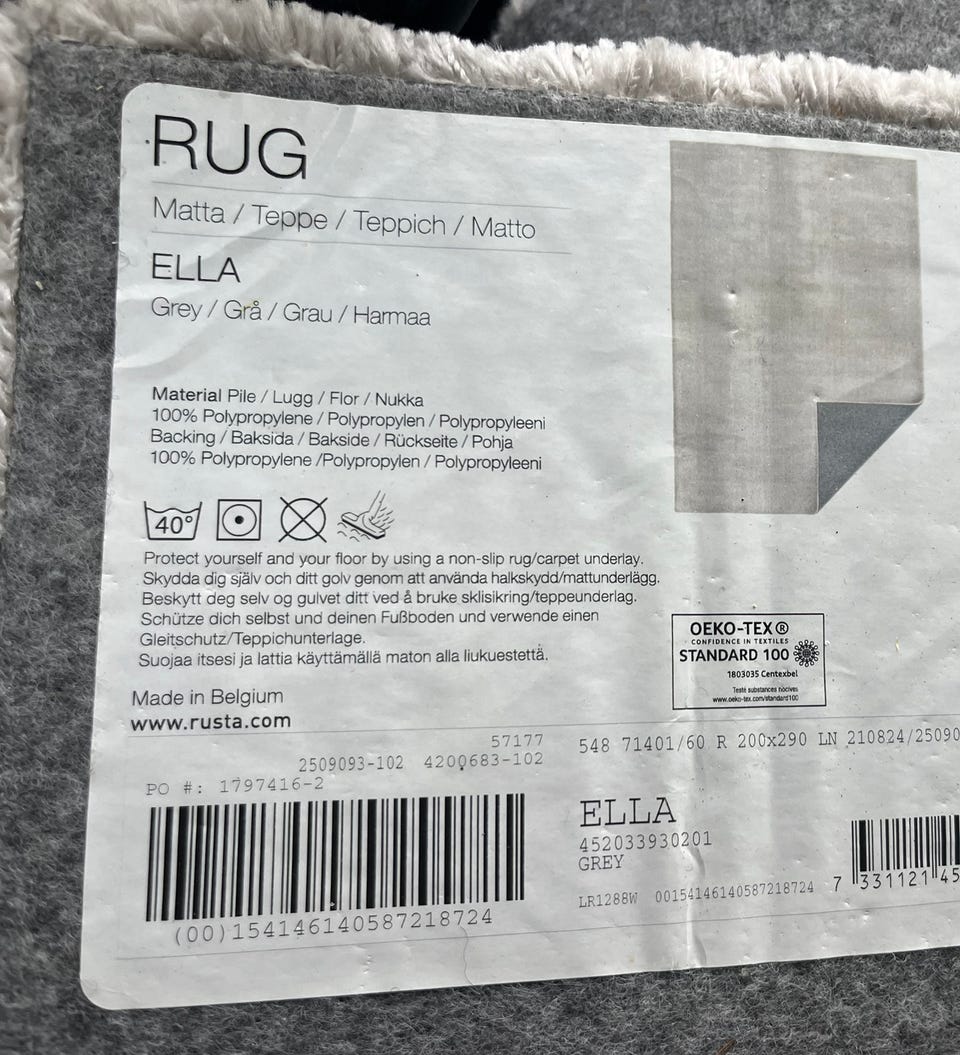 RUG
Matta / Teppe / Teppich / Matto
ELLA
Grey / Grå / Grau / Harmaa
Material Pile / Lugg / Flor / Nukka
100% Polypropylene / Polypropylen / Polypropyleeni
Backing / Baksida / Bakside / Rückseite / Pohja
100% Polypropylene /Polypropylen / Polypropyleeni
40°
Protect yourself and your floor by using a non-slip rug/carpet underlay.
Skydda dig själv och ditt golv genom att använda halkskydd/mattunderlägg.
Beskytt deg selv og gulvet ditt ved å bruke sklisikring/teppeunderlag.
Schütze dich selbst und deinen Fußboden und verwende einen
Gleitschutz/Teppichunterlage.
Suojaa itsesi ja lattia käyttämällä maton alla liukuestettä.
OEKO-TEX®
CONFIDENCE IN TEXTILES
STANDARD 100
1803035 Centexbel
Testé substances nocives
www.oeko-tex.com/standard100
Made in Belgium
www.rusta.com
57177
2509093-102 4200683-102
PO #: 1797416-2
(00)154146140587218724
548 71401/60 R 200x290 LN 210824/25090
ELLA
452033930201
GREY
LR1288W 00154146140587218724
7 331121 45